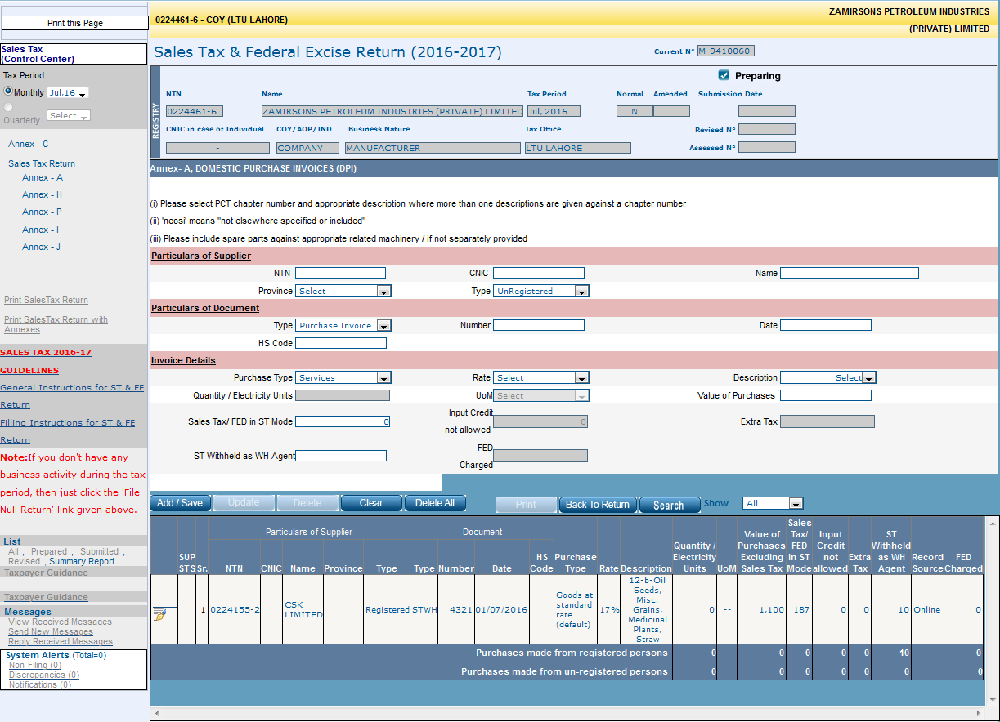 Print this Page
0224461-6 - COY (LTU LAHORE)
ZAMIRSONS PETROLEUM INDUSTRIES
(PRIVATE) LIMITED
Sales Tax
(Control Center)
Tax Period
Monthly Jul,16
Quarterly Select
Annex - C
Sales Tax Return
Annex - A
Annex - H
Annex - P
Annex - I
Annex - J
Print SalesTax Return
Print SalesTax Return with
Annexes
SALES TAX 2016-17
GUIDELINES
General Instructions for ST & FE
Return
Filling Instructions for ST & FE
Return
Note:If you don't have any
business activity during the tax
period, then just click the 'File
Null Return' link given above.
List
All , Prepared , Submitted ,
Revised , Summary Report
Taxpayer Guidance
Taxpayer Guidance
Messages
View Received Messages
Send New Messages
Reply Received Messages
System Alerts (Total=0)
Non-Filing (0)
Discrepancies (0)
Notifications (0)
Sales Tax & Federal Excise Return (2016-2017)
Current N° M-9410060
Preparing
REGISTRY
NTN Name Tax Period Normal Amended Submission Date
0224461-6 ZAMIRSONS PETROLEUM INDUSTRIES (PRIVATE) LIMITED Jul, 2016 N
CNIC in case of Individual COY/AOP/IND Business Nature Tax Office Revised N°
- COMPANY MANUFACTURER LTU LAHORE Assessed N°
Annex- A, DOMESTIC PURCHASE INVOICES (DPI)
(i) Please select PCT chapter number and appropriate description where more than one descriptions are given against a chapter number
(ii) 'neosi' means "not elsewhere specified or included"
(iii) Please include spare parts against appropriate related machinery / if not separately provided
Particulars of Supplier
NTN CNIC Name
Province Select Type UnRegistered
Particulars of Document
Type Purchase Invoice Number Date
HS Code
Invoice Details
Purchase Type Services Rate Select Description Select
Quantity / Electricity Units UoM Select Value of Purchases
Sales Tax/ FED in ST Mode 0 Input Credit not allowed 0 Extra Tax
ST Withheld as WH Agent FED Charged
Add / Save Update Delete Clear Delete All Print Back To Return Search Show All
Particulars of Supplier Document
SUP STS Sr. NTN CNIC Name Province Type Type Number Date HS Code Purchase Type Rate Description Quantity / Electricity Units UoM Value of Purchases Excluding Sales Tax Sales Tax/ FED in ST Mode Input Credit not allowed Extra Tax ST Withheld as WH Agent Record Source FED Charged
1 0224155-2 CSK LIMITED Registered STWH 4321 01/07/2016 Goods at standard rate (default) 17% 12-b-Oil Seeds, Misc. Grains, Medicinal Plants, Straw 0 -- 1,100 187 0 0 10 Online 0
Purchases made from registered persons 0 0 0 0 0 10 0
Purchases made from un-registered persons 0 0 0 0 0 0 0